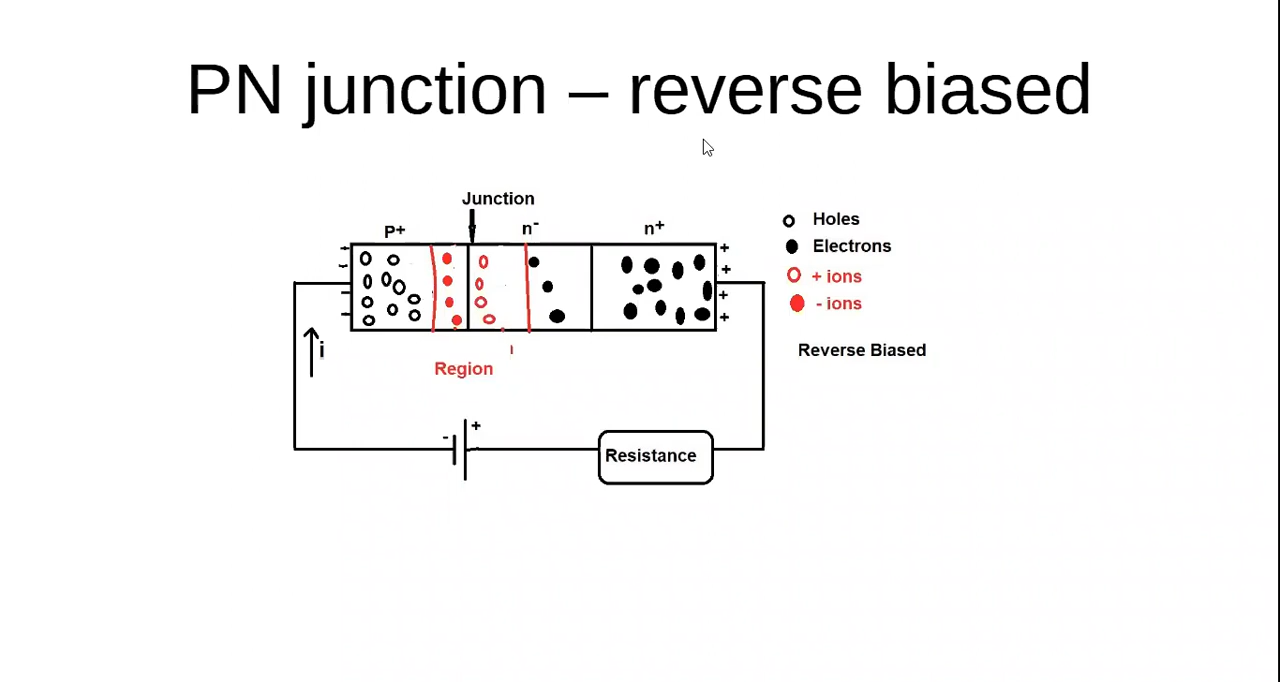 PN junction – reverse biased
Junction
P+
n-
n+
Holes
Electrons
+ ions
- ions
Reverse Biased
i
Region
- +
Resistance